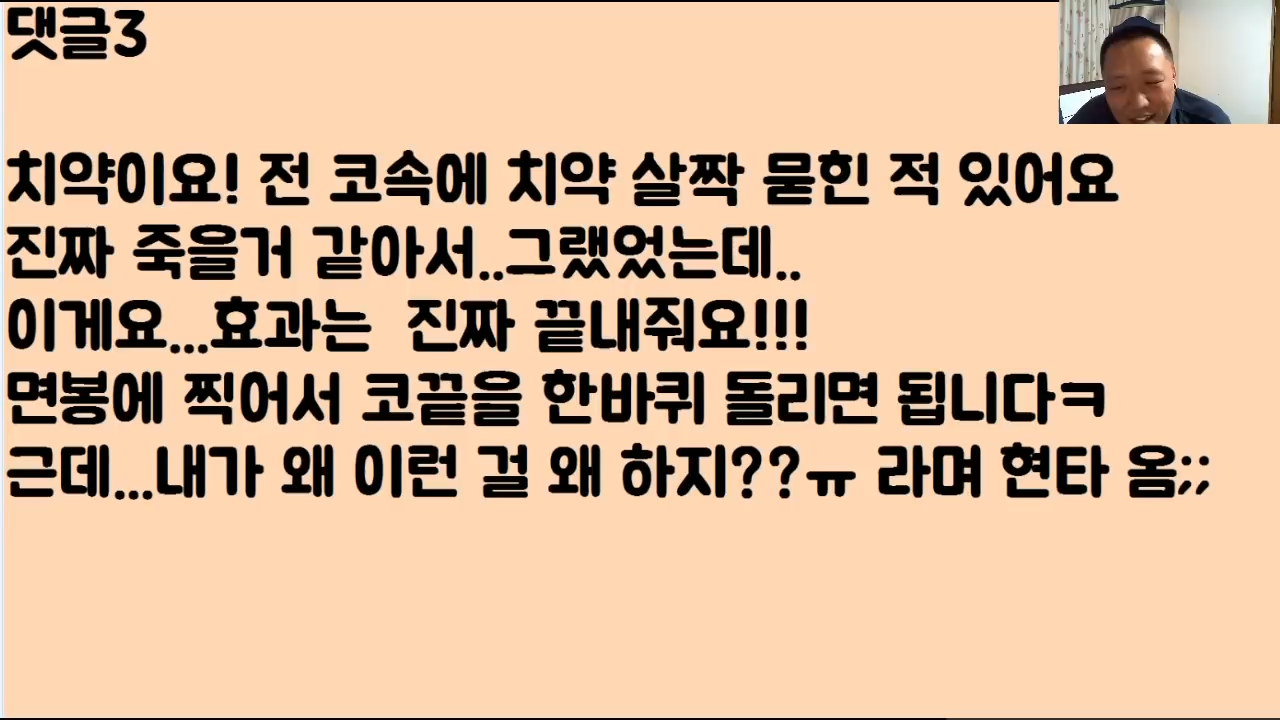 댓글3
치약이요! 전 코속에 치약 살짝 묻힌 적 있어요
진짜 죽을거 같아서..그랬었는데..
이게요...효과는 진짜 끝내줘요!!!
면봉에 찍어서 코끝을 한바퀴 돌리면 됩니다ㅋ
근데...내가 왜 이런 걸 왜 하지??ㅠ 라며 현타 옴;;